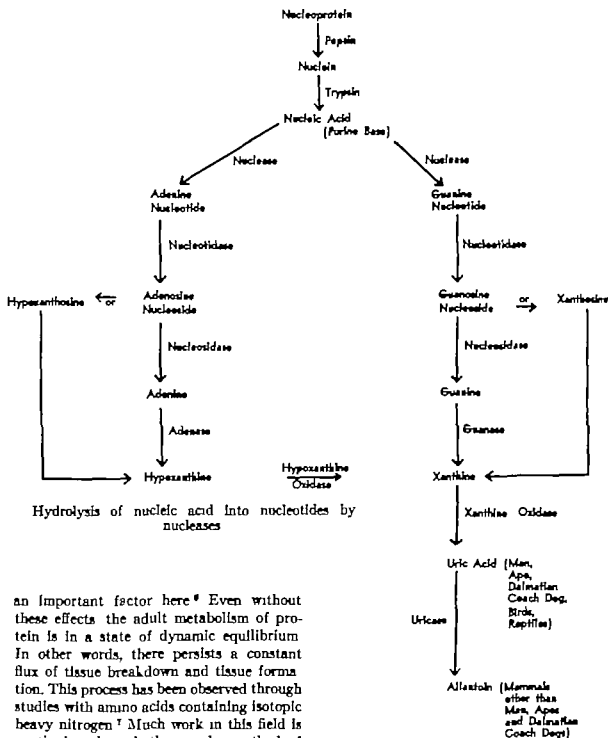 Nucleoprotein
Pepsin
Nuclein
Trypsin
Nucleic Acid
(Purine Base)
Nuclease
Nuclease
Adenine
Nucleotide
Guanine
Nucleotide
Nucleotidase
Nucleotidase
Hypoxanthosine
or
Adenosine
Nucleoside
Guanosine
Nucleoside
or
Xanthosine
Nucleosidase
Nucleosidase
Adenine
Guanine
Adenase
Guanase
Hypoxanthine
Hypoxanthine
Oxidase
Xanthine
Hydrolysis of nucleic acid into nucleotides by
nucleases
Xanthine Oxidase
Uric Acid (Man,
Ape,
Dalmatian
Coach Dog,
Birds,
Reptiles)
Uricase
Allantoin (Mammals
other than
Man, Apes
and Dalmatian
Coach Dogs)
an important factor here Even without
these effects the adult metabolism of pro-
tein is in a state of dynamic equilibrium
In other words, there persists a constant
flux of tissue breakdown and tissue forma
tion. This process has been observed through
studies with amino acids containing isotopic
heavy nitrogen 7 Much work in this field is